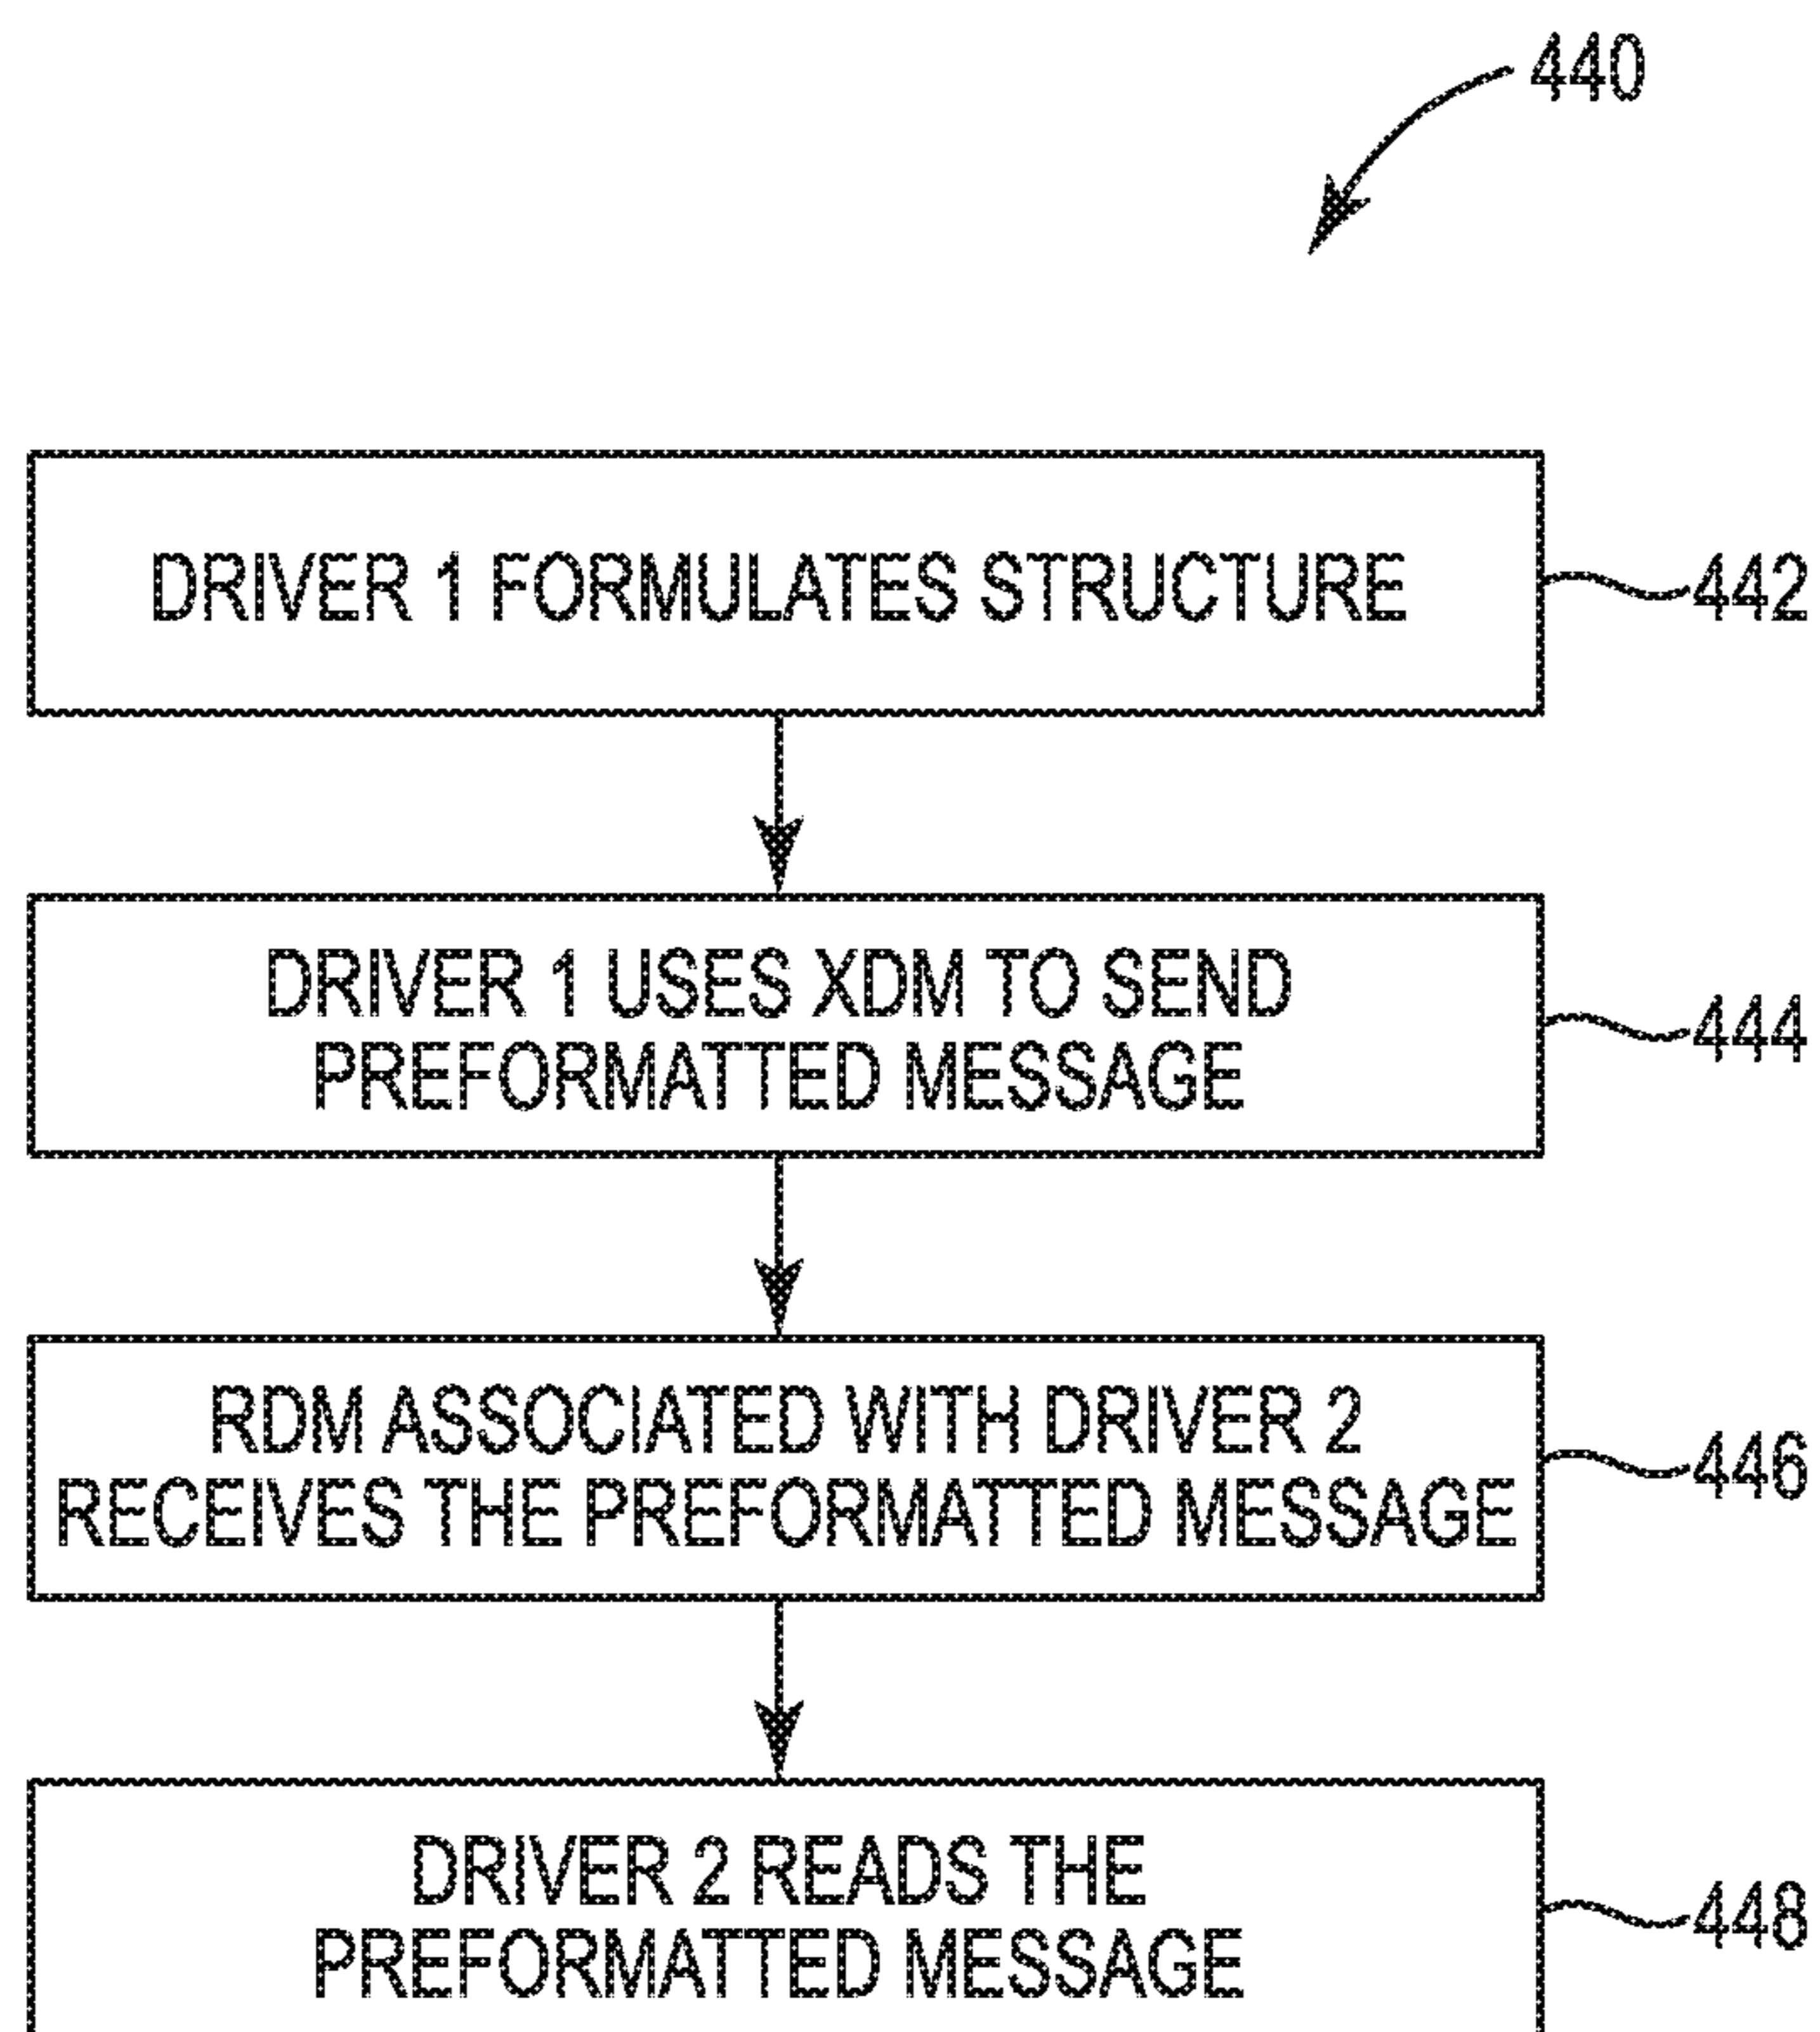 440
DRIVER 1 FORMULATES STRUCTURE
442
DRIVER 1 USES XDM TO SEND
PREFORMATTED MESSAGE
444
RDM ASSOCIATED WITH DRIVER 2
RECEIVES THE PREFORMATTED MESSAGE
446
DRIVER 2 READS THE
PREFORMATTED MESSAGE
448